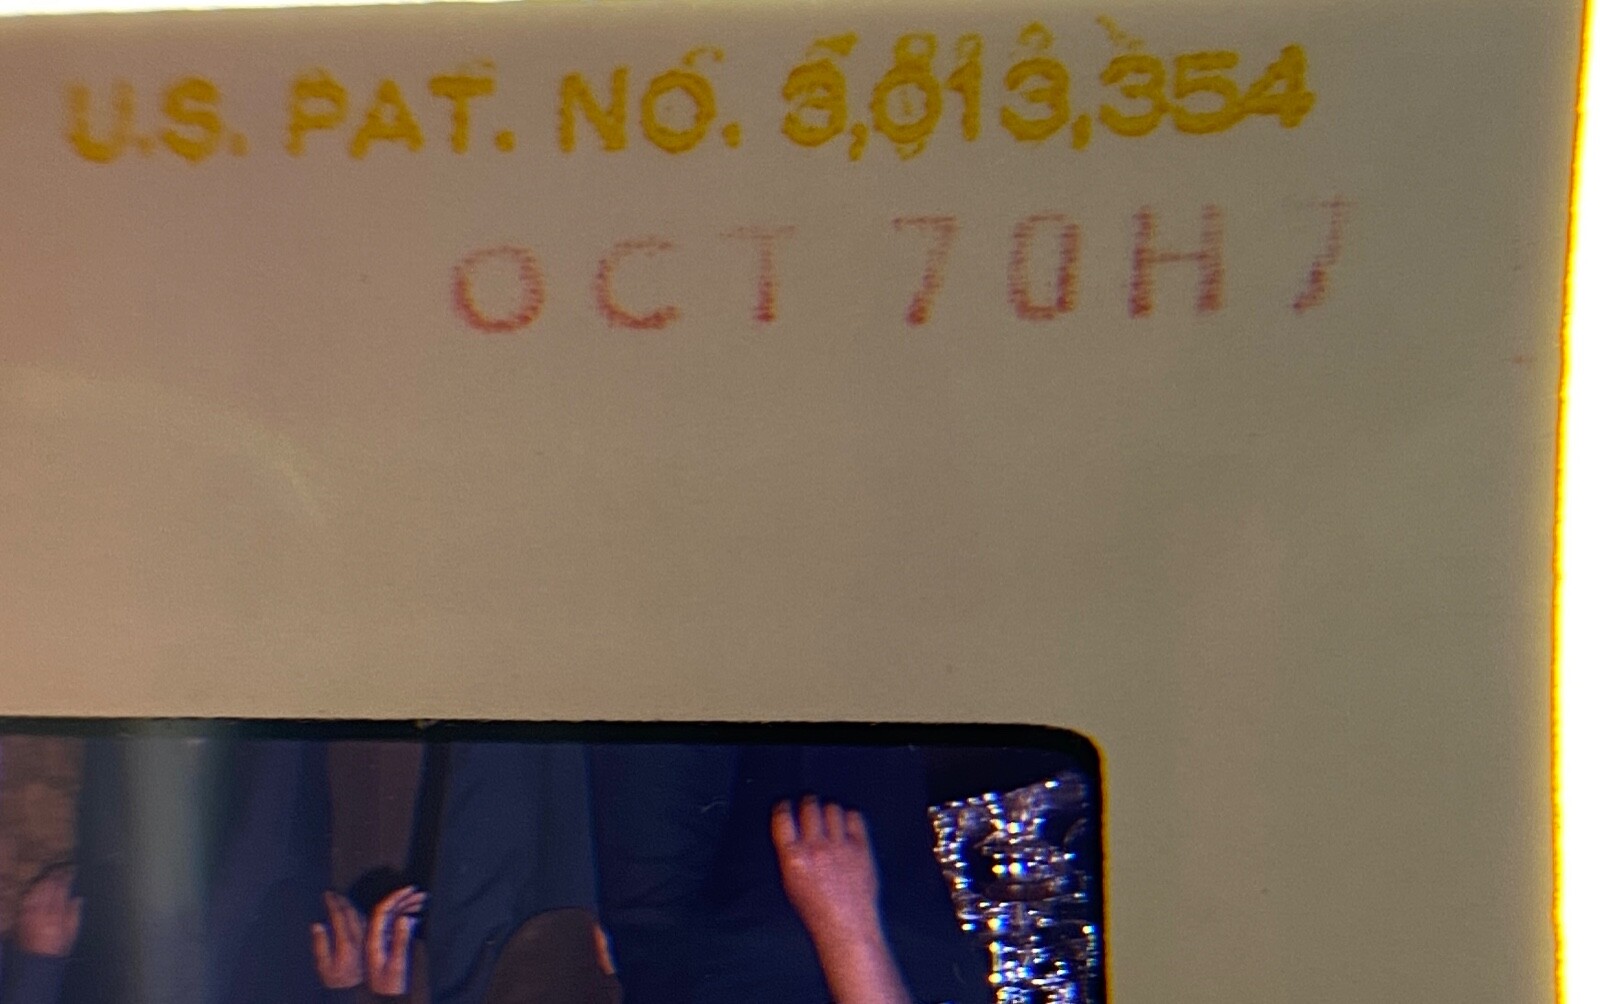 U.S. PAT. NO. 3,013,354
OCT 70H7